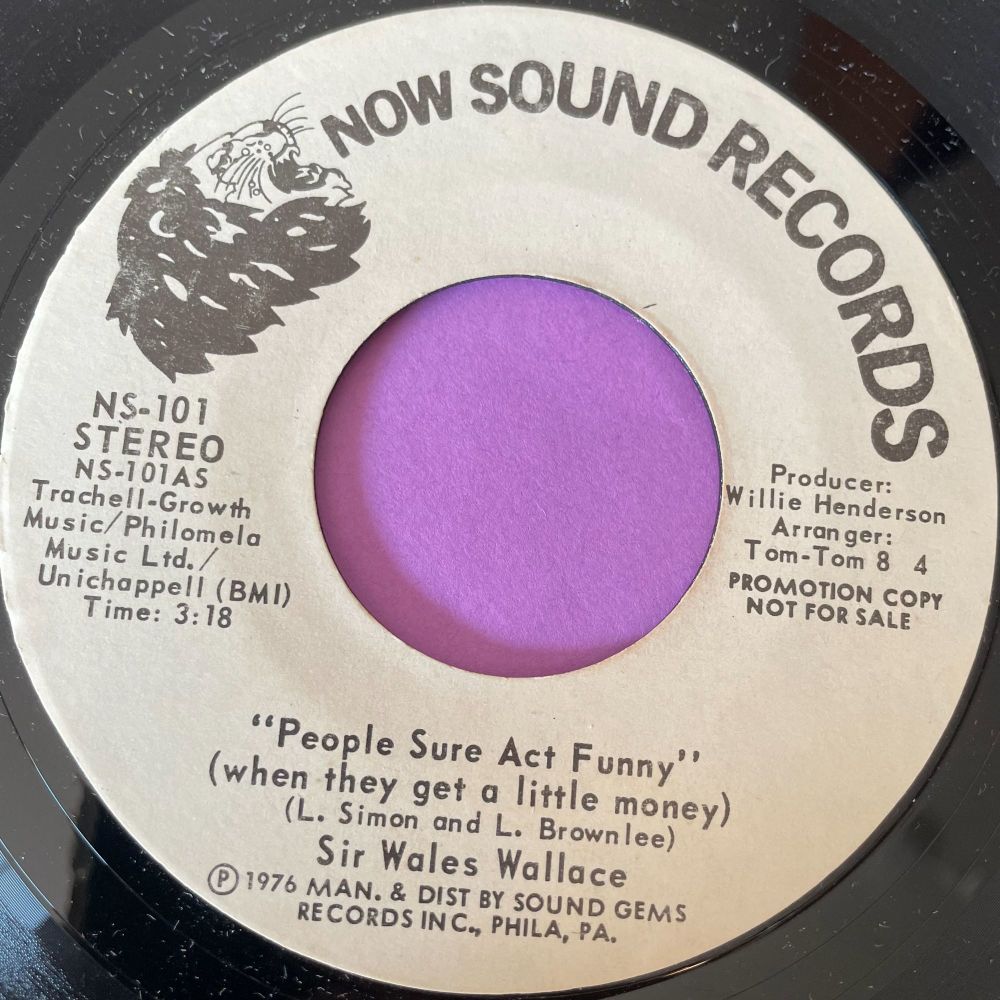 NOW SOUND RECORDS
NS-101
STEREO
NS-101AS
Trachell-Growth
Music/Philomela
Music Ltd./
Unichappell (BMI)
Time: 3:18
Producer:
Willie Henderson
Arranger:
Tom-Tom 8 4
PROMOTION COPY
NOT FOR SALE
"People Sure Act Funny"
(when they get a little money)
(L. Simon and L. Brownlee)
Sir Wales Wallace
Ⓟ1976 MAN. & DIST BY SOUND GEMS
RECORDS INC., PHILA, PA.